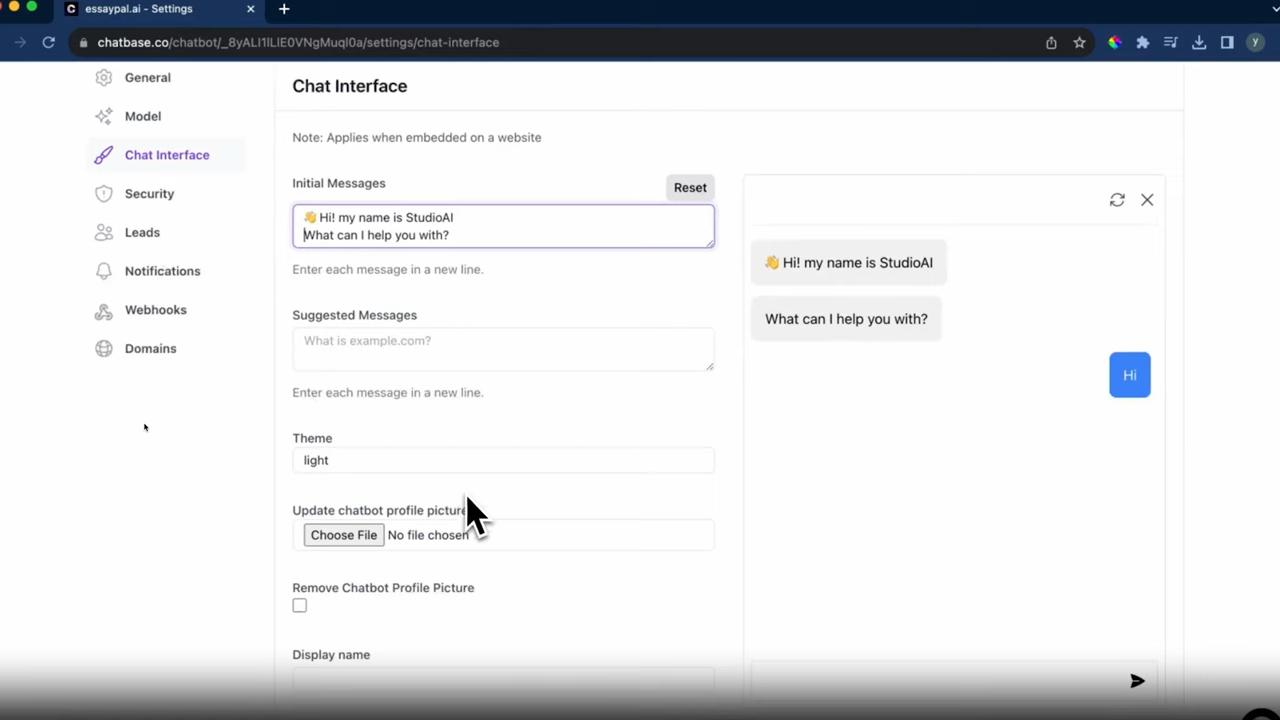 essaypal.ai - Settings
chatbase.co/chatbot/_8yALI1lLIE0VNgMuqI0a/settings/chat-interface
y
General
Model
Chat Interface
Security
Leads
Notifications
Webhooks
Domains
Chat Interface
Note: Applies when embedded on a website
Initial Messages
Reset
👋 Hi! my name is StudioAI
What can I help you with?
Enter each message in a new line.
Suggested Messages
What is example.com?
Enter each message in a new line.
Theme
light
Update chatbot profile picture
Choose File No file chosen
Remove Chatbot Profile Picture
Display name
👋 Hi! my name is StudioAI
What can I help you with?
Hi